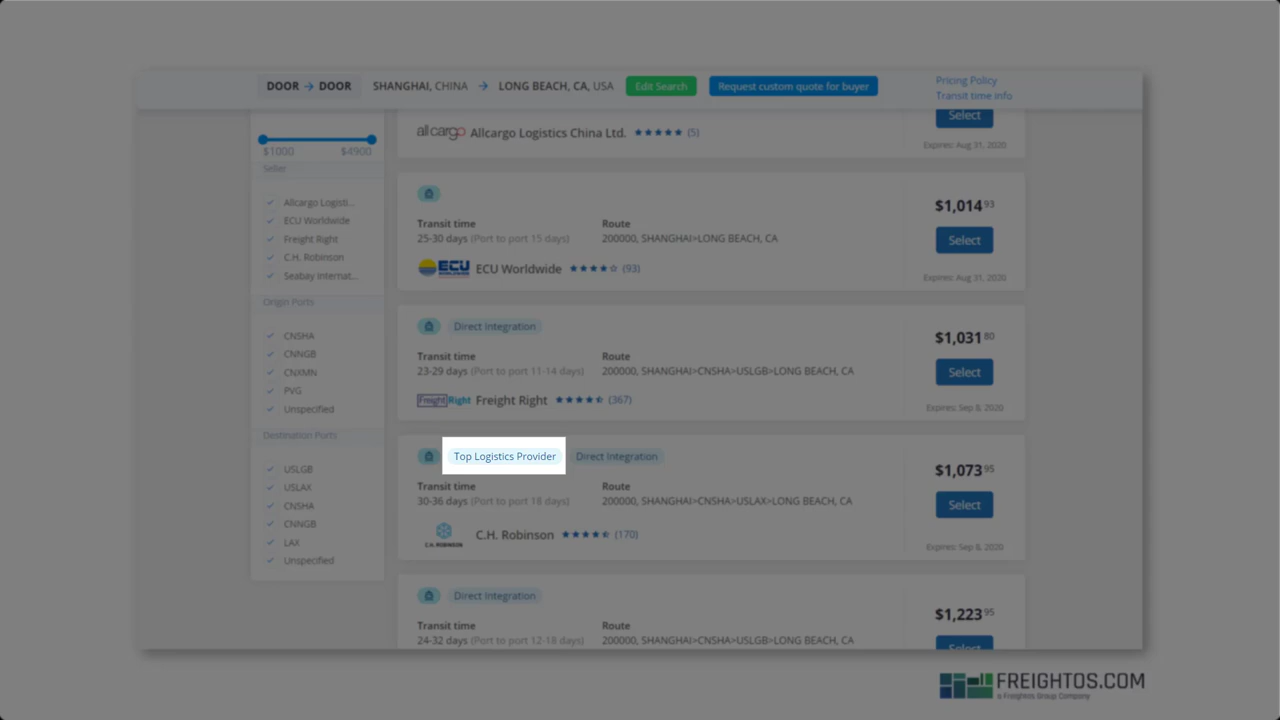 DOOR → DOOR SHANGHAI, CHINA → LONG BEACH, CA, USA Edit Search Request custom quote for buyer Pricing Policy
Transit time info
$1000 $4900
Seller
Allcargo Logisti...
ECU Worldwide
Freight Right
C.H. Robinson
Seabay Internat...
Origin Ports
CNSHA
CNNGB
CNXMN
PVG
Unspecified
Destination Ports
USLGB
USLAX
CNSHA
CNNGB
LAX
Unspecified
allcargo Allcargo Logistics China Ltd. ★★★★★ (5)
Select
Expires: Aug 31, 2020
Transit time Route
25-30 days (Port to port 15 days) 200000, SHANGHAI>LONG BEACH, CA
ECU WORLDWIDE ECU Worldwide ★★★★☆ (93)
$1,014 93
Select
Expires: Aug 31, 2020
Direct Integration
Transit time Route
23-29 days (Port to port 11-14 days) 200000, SHANGHAI>CNSHA>USLGB>LONG BEACH, CA
Freight Right Freight Right (367)
$1,031 80
Select
Expires: Sep 8, 2020
Top Logistics Provider Direct Integration
Transit time Route
30-36 days (Port to port 18 days) 200000, SHANGHAI>CNSHA>USLAX>LONG BEACH, CA
C.H. ROBINSON C.H. Robinson (170)
$1,073 95
Select
Expires: Sep 8, 2020
Direct Integration
Transit time Route
24-32 days (Port to port 12-18 days) 200000, SHANGHAI>CNSHA>USLGB>LONG BEACH, CA
$1,223 95
Select
FREIGHTOS.COM
a Freightos Group Company